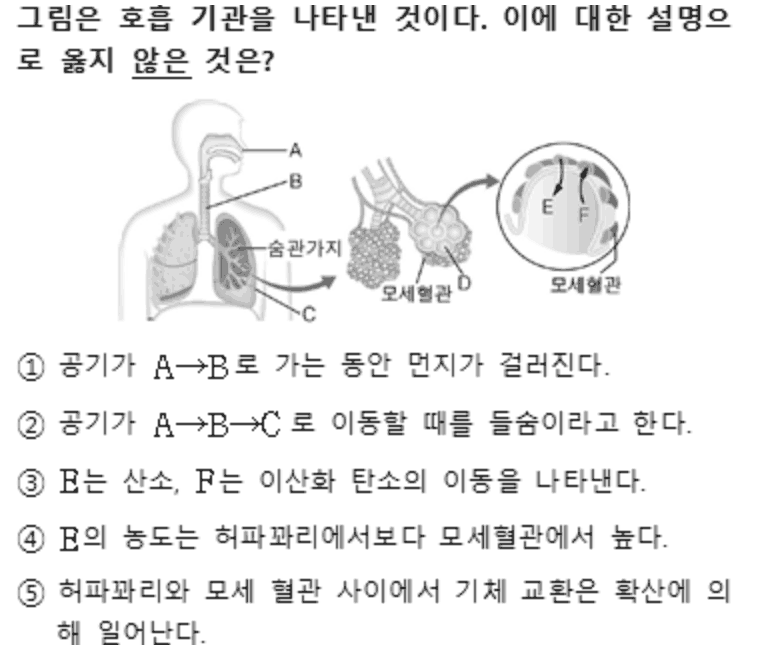 그림은 호흡 기관을 나타낸 것이다. 이에 대한 설명으
로 옳지 않은 것은?
A
B
숨관가지
C
모세혈관
D
E
F
모세혈관
① 공기가 A→B로 가는 동안 먼지가 걸러진다.
② 공기가 A→B→C로 이동할 때를 들숨이라고 한다.
③ E는 산소, F는 이산화 탄소의 이동을 나타낸다.
④ E의 농도는 허파꽈리에서보다 모세혈관에서 높다.
⑤ 허파꽈리와 모세 혈관 사이에서 기체 교환은 확산에 의
해 일어난다.